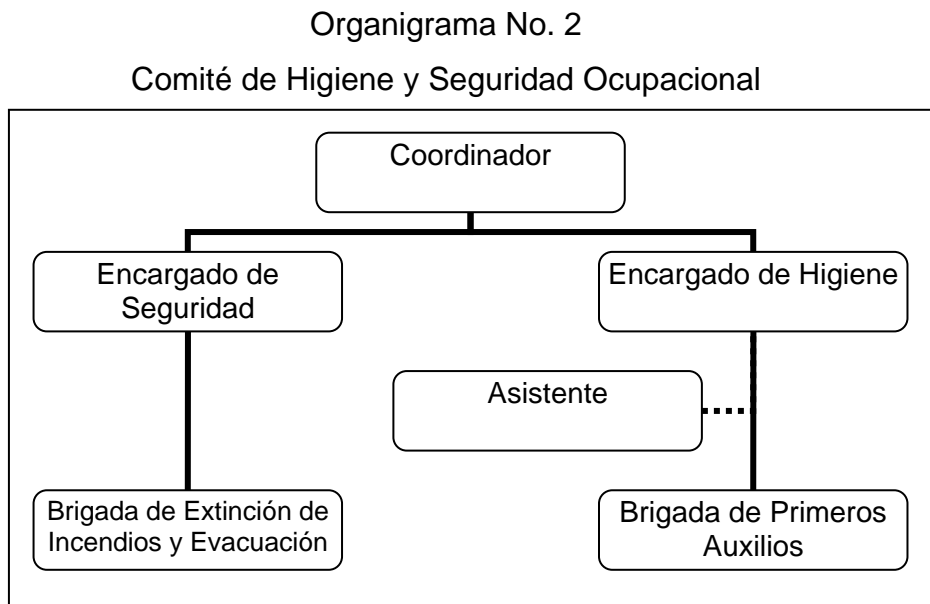 Organigrama No. 2
Comité de Higiene y Seguridad Ocupacional
Coordinador
Encargado de
Seguridad
Encargado de Higiene
Asistente
Brigada de Extinción de
Incendios y Evacuación
Brigada de Primeros
Auxilios